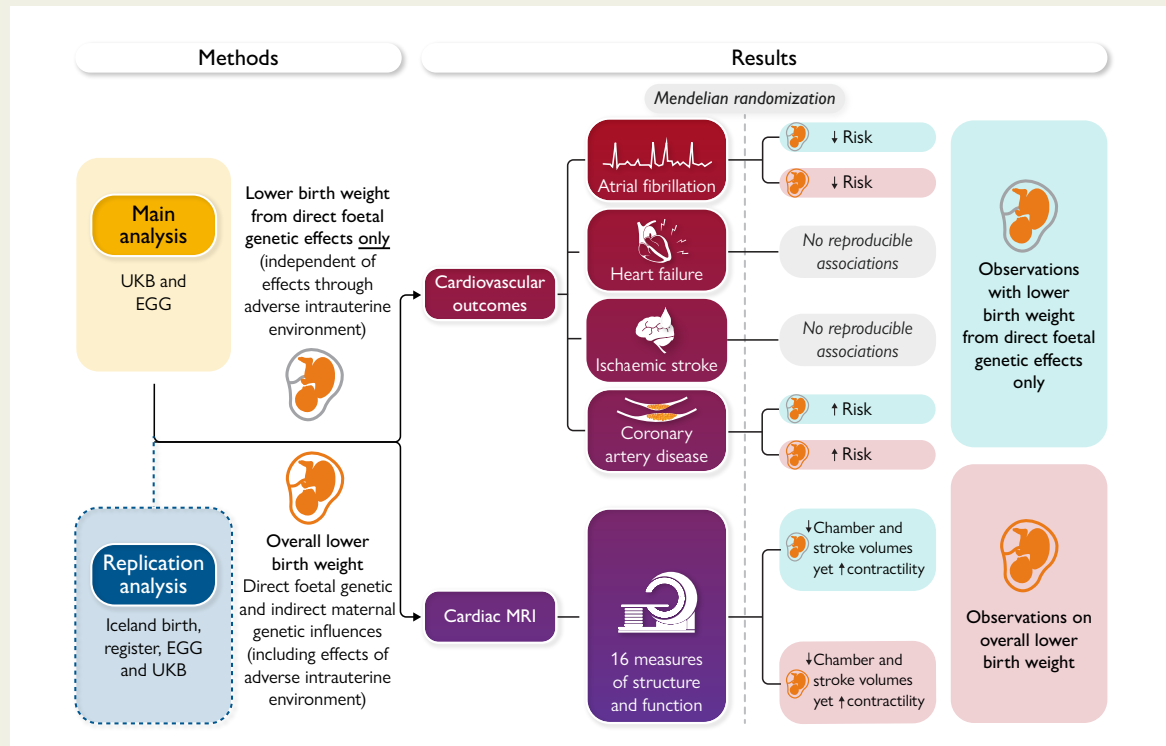 Methods
Results
Mendelian randomization
Main
analysis
UKB and
EGG
Replication
analysis
Iceland birth,
register, EGG
and UKB
Lower birth weight
from direct foetal
genetic effects only
(independent of
effects through
adverse intrauterine
environment)
Overall lower
birth weight
Direct foetal genetic
and indirect maternal
genetic influences
(including effects of
adverse intrauterine
environment)
Cardiovascular
outcomes
Cardiac MRI
Atrial fibrillation
Heart failure
Ischaemic stroke
Coronary
artery disease
16 measures
of structure
and function
↓ Risk
↓ Risk
No reproducible
associations
No reproducible
associations
↑ Risk
↑ Risk
↓Chamber and
stroke volumes
yet ↑contractility
↓Chamber and
stroke volumes
yet ↑contractility
Observations
with lower
birth weight
from direct foetal
genetic effects
only
Observations on
overall lower
birth weight